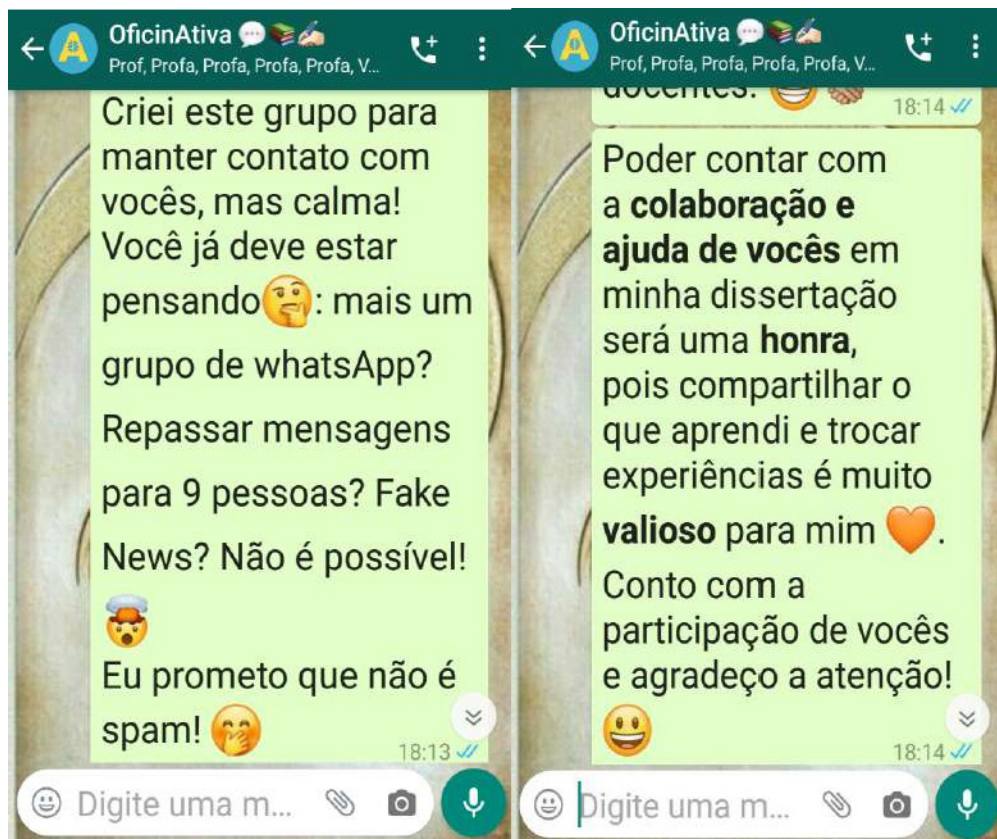 OficinAtiva 💬📚✍🏻
Prof, Profa, Profa, Profa, Profa, V...
Criei este grupo para
manter contato com
vocês, mas calma!
Você já deve estar
pensando🤔: mais um
grupo de whatsApp?
Repassar mensagens
para 9 pessoas? Fake
News? Não é possível!
🤯
Eu prometo que não é
spam! 🤭
18:13
Digite uma m...
OficinAtiva 💬📚✍🏻
Prof, Profa, Profa, Profa, Profa, V...
docentes.
18:14
Poder contar com
a colaboração e
ajuda de vocês em
minha dissertação
será uma honra,
pois compartilhar o
que aprendi e trocar
experiências é muito
valioso para mim 🧡.
Conto com a
participação de vocês
e agradeço a atenção!
😃
18:14
Digite uma m...